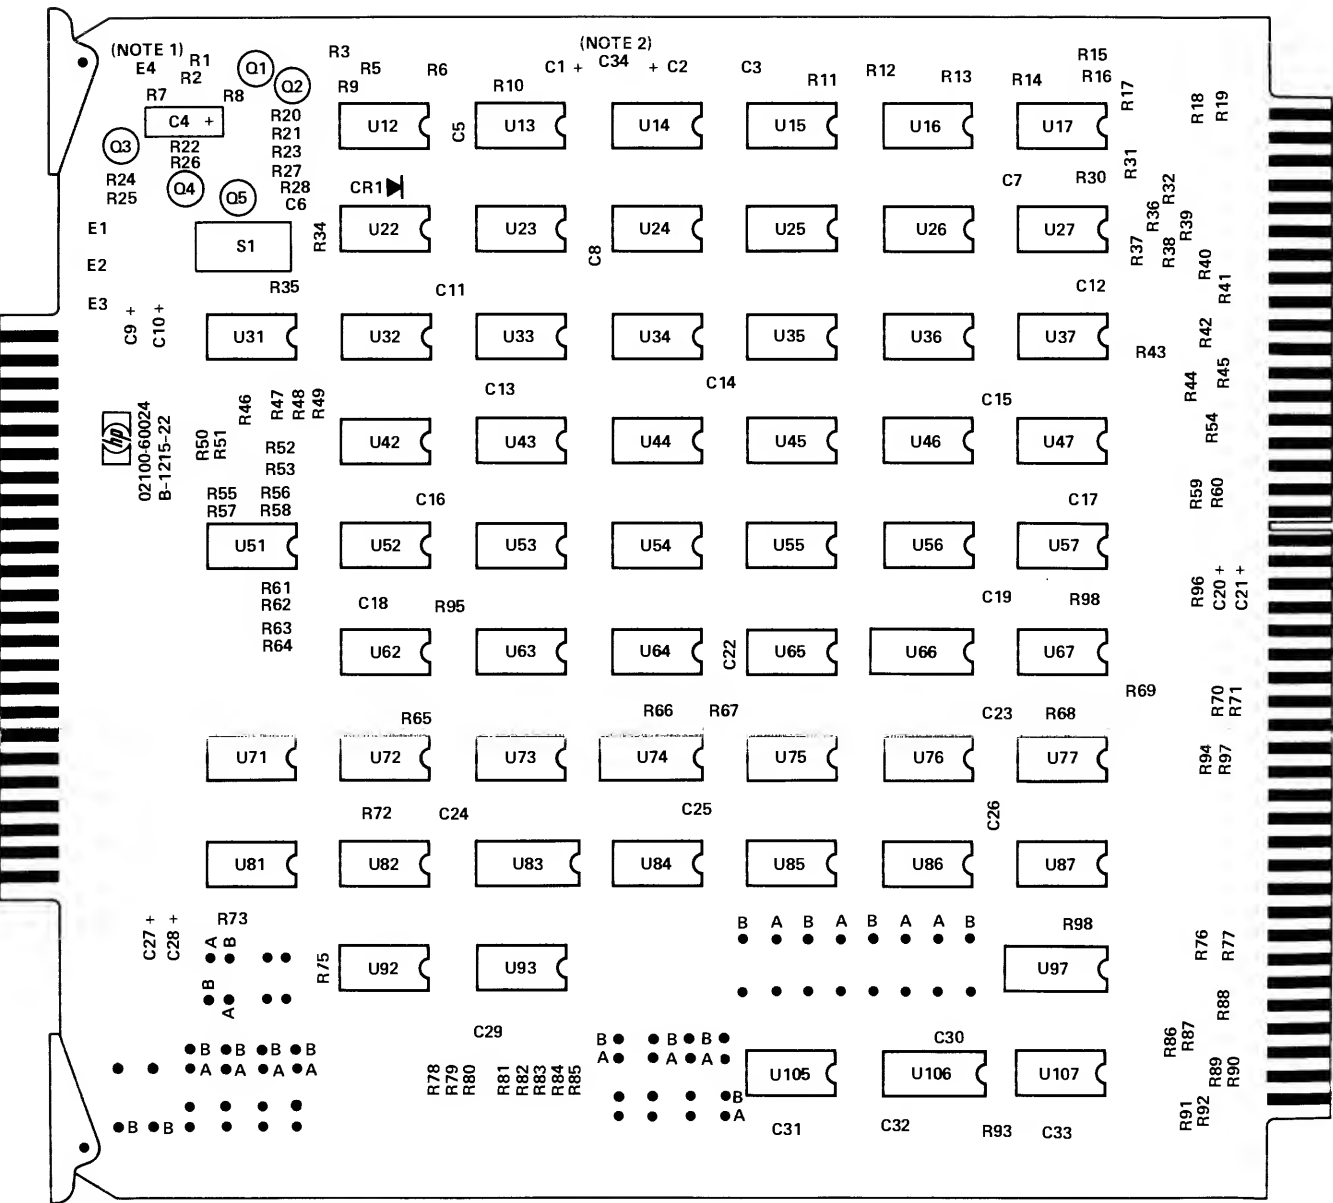 (NOTE 1) R1 R3 (NOTE 2) R15
E4 R2 Q1 R5 R6 C1 + C34 + C2 C3 R12 R13 R14 R16
R7 R8 Q2 R9 R10 R11 R17 R18 R19
C4 + R20 U12 C5 U13 U14 U15 U16 U17
R21
Q3 R22 R23
R26 R27 R31
R24 Q4 R28 CR1 C7 R30 R32
R25 Q5 C6
E1 S1 R34 U22 U23 C8 U24 U25 U26 U27 R36 R39
R37 R38
E2 R40
R35 C11 C12 R41
E3 C9 + C10 +
U31 U32 U33 U34 U35 U36 U37 R42
R43
C13 C14 R44 R45
R46 R47 R48 R49 C15
hp 02100-60024
B-1215-22
R50 R51 R52 U42 U43 U44 U45 U46 U47 R54
R53
R55 R56 C16 C17 R59 R60
R57 R58
U51 U52 U53 U54 U55 U56 U57
R61 R96 C20 + C21 +
R62 C18 R95 C19 R98
R63
R64 U62 U63 U64 C22 U65 U66 U67
R69
R65 R66 R67 C23 R68 R70 R71
U71 U72 U73 U74 U75 U76 U77 R94 R97
R72 C24 C25 C26
U81 U82 U83 U84 U85 U86 U87
C27 + C28 + R73 B A B A B A A B R98
A B R76 R77
R75 U92 U93 U97
B
A R88
C29 C30 R86 R87
B B B B B B B
A A A A A A A
R78 R79 R80 R81 R82 R83 R84 R85 U105 U106 U107 R89 R90
B
A R91 R92
B B C31 C32 R93 C33